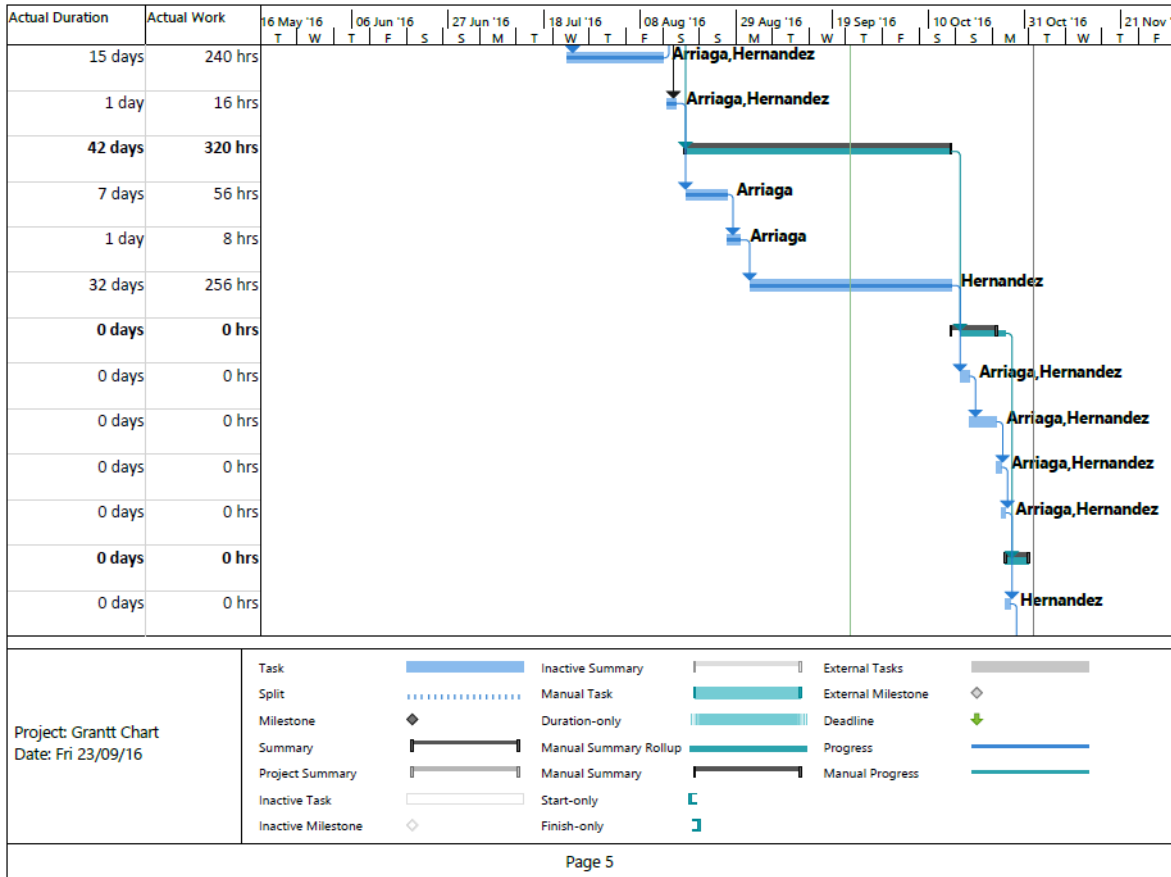 Actual Duration Actual Work 16 May '16 06 Jun '16 27 Jun '16 18 Jul '16 08 Aug '16 29 Aug '16 19 Sep '16 10 Oct '16 31 Oct '16 21 Nov '
T W T F S S M T W T F S S M T W T F S S M T W T F
15 days 240 hrs Arriaga,Hernandez
1 day 16 hrs Arriaga,Hernandez
42 days 320 hrs
7 days 56 hrs Arriaga
1 day 8 hrs Arriaga
32 days 256 hrs Hernandez
0 days 0 hrs
0 days 0 hrs Arriaga,Hernandez
0 days 0 hrs Arriaga,Hernandez
0 days 0 hrs Arriaga,Hernandez
0 days 0 hrs Arriaga,Hernandez
0 days 0 hrs
0 days 0 hrs Hernandez
Project: Grantt Chart
Date: Fri 23/09/16
Task
Split
Milestone
Summary
Project Summary
Inactive Task
Inactive Milestone
Inactive Summary
Manual Task
Duration-only
Manual Summary Rollup
Manual Summary
Start-only
Finish-only
External Tasks
External Milestone
Deadline
Progress
Manual Progress
Page 5